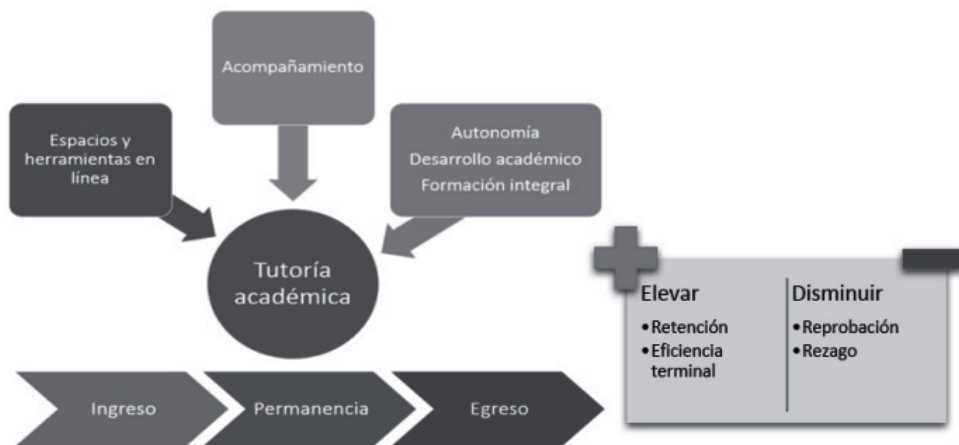 Acompañamiento
Espacios y
herramientas en
línea
Autonomía
Desarrollo académico
Formación integral
Tutoría
académica
Elevar
•Retención
•Eficiencia
terminal
Disminuir
•Reprobación
•Rezago
Ingreso
Permanencia
Egreso